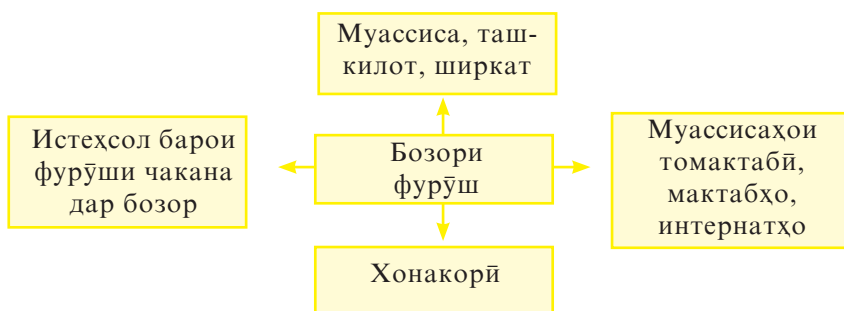 Муассиса, таш-
килот, ширкат
Истеҳсол барои
фурӯши чакана
дар бозор
Бозори
фурӯш
Муассисаҳои
томактабӣ,
мактабҳо,
интернатҳо
Хонакорӣ